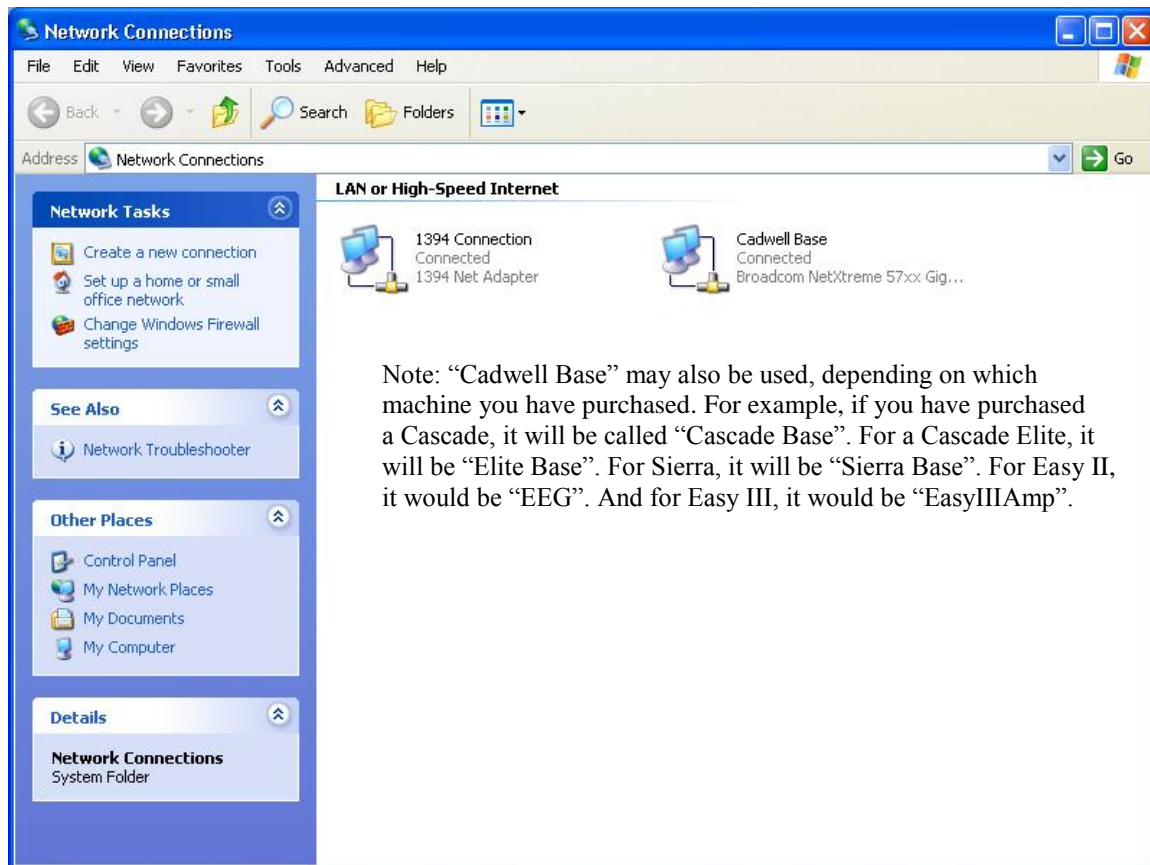 Network Connections
File Edit View Favorites Tools Advanced Help
Back Search Folders
Address Network Connections Go
Network Tasks
Create a new connection
Set up a home or small
office network
Change Windows Firewall
settings
See Also
Network Troubleshooter
Other Places
Control Panel
My Network Places
My Documents
My Computer
Details
Network Connections
System Folder
LAN or High-Speed Internet
1394 Connection
Connected
1394 Net Adapter
Cadwell Base
Connected
Broadcom NetXtreme 57xx Gig...
Note: “Cadwell Base” may also be used, depending on which
machine you have purchased. For example, if you have purchased
a Cascade, it will be called “Cascade Base”. For a Cascade Elite, it
will be “Elite Base”. For Sierra, it will be “Sierra Base”. For Easy II,
it would be “EEG”. And for Easy III, it would be “EasyIIIAmp”.